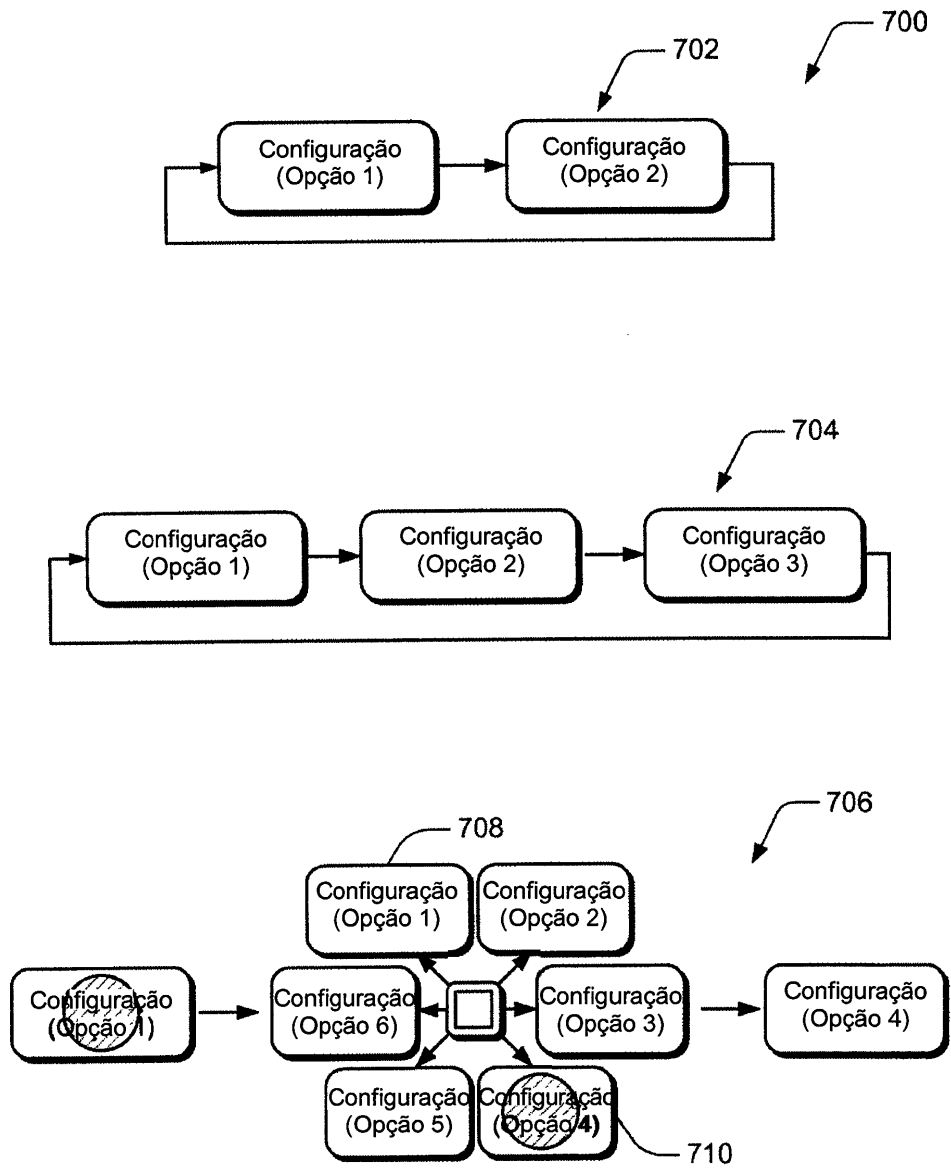 700
702
Configuração
(Opção 1)
Configuração
(Opção 2)
704
Configuração
(Opção 1)
Configuração
(Opção 2)
Configuração
(Opção 3)
706
708
Configuração
(Opção 1)
Configuração
(Opção 2)
Configuração
(Opção 1)
Configuração
(Opção 6)
Configuração
(Opção 3)
Configuração
(Opção 4)
Configuração
(Opção 5)
Configuração
(Opção 4)
710